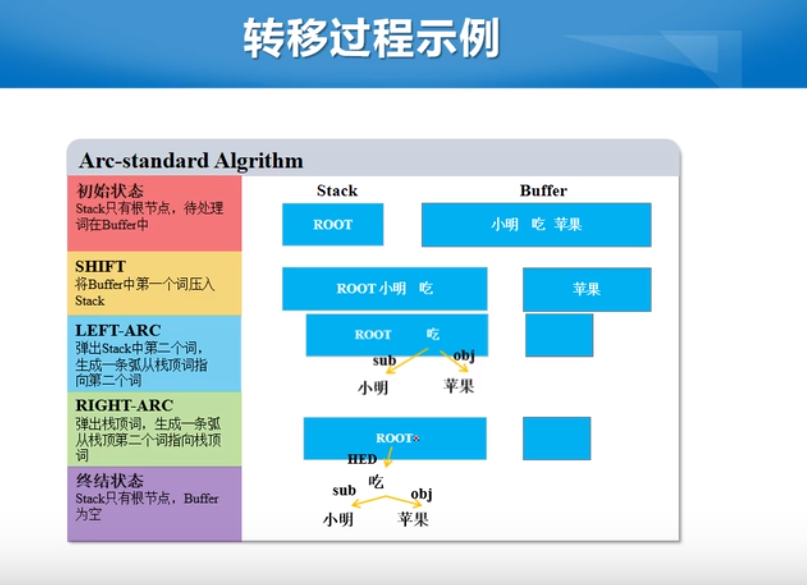 转移过程示例
Arc-standard Algrithm
初始状态
Stack只有根节点，待处理
词在Buffer中
Stack
Buffer
ROOT
小明 吃 苹果
SHIFT
将Buffer中第一个词压入
Stack
ROOT 小明 吃
苹果
LEFT-ARC
弹出Stack中第二个词，
生成一条弧从栈顶词指
向第二个词
ROOT 吃
sub
obj
小明
苹果
RIGHT-ARC
弹出栈顶词，生成一条弧
从栈顶第二个词指向栈顶
词
ROOT
HED
吃
终结状态
Stack只有根节点，Buffer
为空
sub
obj
小明
苹果